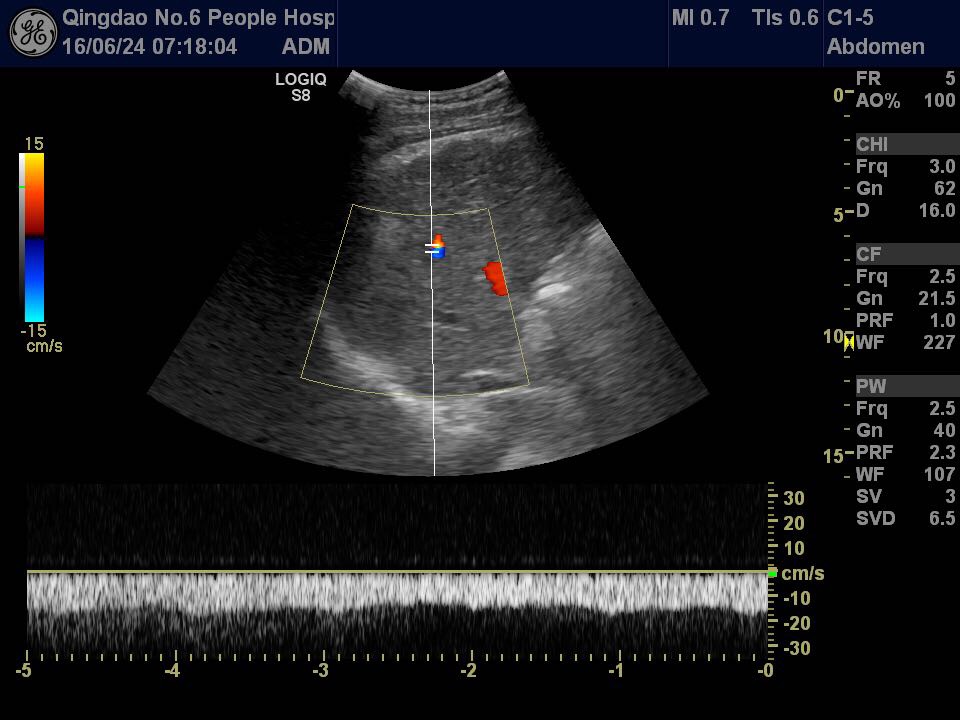 GE
Qingdao No.6 People Hosp
MI 0.7 TIs 0.6 C1-5
16/06/24 07:18:04 ADM
Abdomen
LOGIQ
S8
FR 5
AO% 100
CHI
Frq 3.0
Gn 62
D 16.0
CF
Frq 2.5
Gn 21.5
PRF 1.0
WF 227
PW
Frq 2.5
Gn 40
PRF 2.3
WF 107
SV 3
SVD 6.5
15
-15
cm/s
0
5
10
15
30
20
10
cm/s
-10
-20
-30
-5 -4 -3 -2 -1 -0